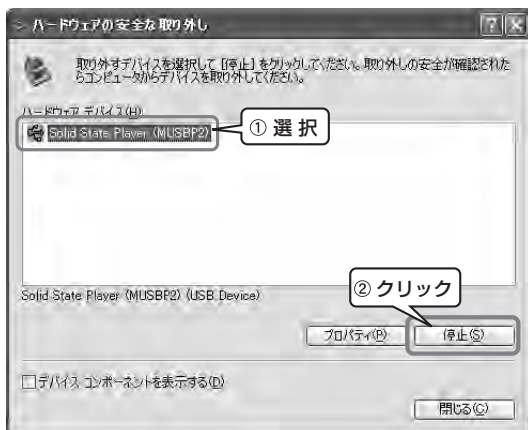 ハードウェアの安全な取り外し
取り外すデバイスを選択して [停止] をクリックしてください。取り外しの安全が確認された
らコンピュータからデバイスを取り外してください。
ハードウェア デバイス(H)
Solid State Player (MUSBP2)
① 選 択
Solid State Player (MUSBP2) (USB Device)
② クリック
プロパティ(P)
停止(S)
デバイス コンポーネントを表示する(D)
閉じる(C)